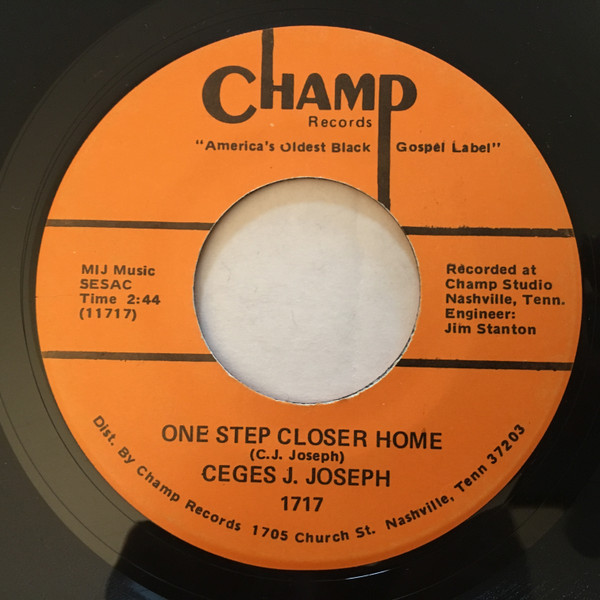 CHAMP
Records
"America's Oldest Black Gospel Label"
MIJ Music
SESAC
Time 2:44
(11717)
Recorded at
Champ Studio
Nashville, Tenn.
Engineer:
Jim Stanton
ONE STEP CLOSER HOME
(C.J. Joseph)
CEGES J. JOSEPH
1717
Dist. By Champ Records 1705 Church St. Nashville, Tenn 37203